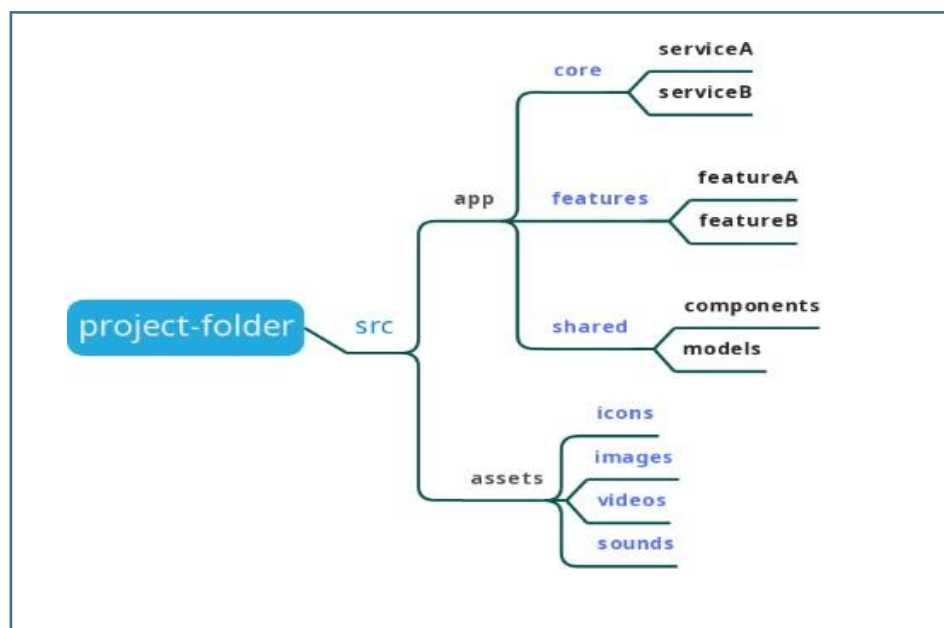 serviceA
core
serviceB
featureA
app
features
featureB
components
project-folder
src
shared
models
icons
images
assets
videos
sounds